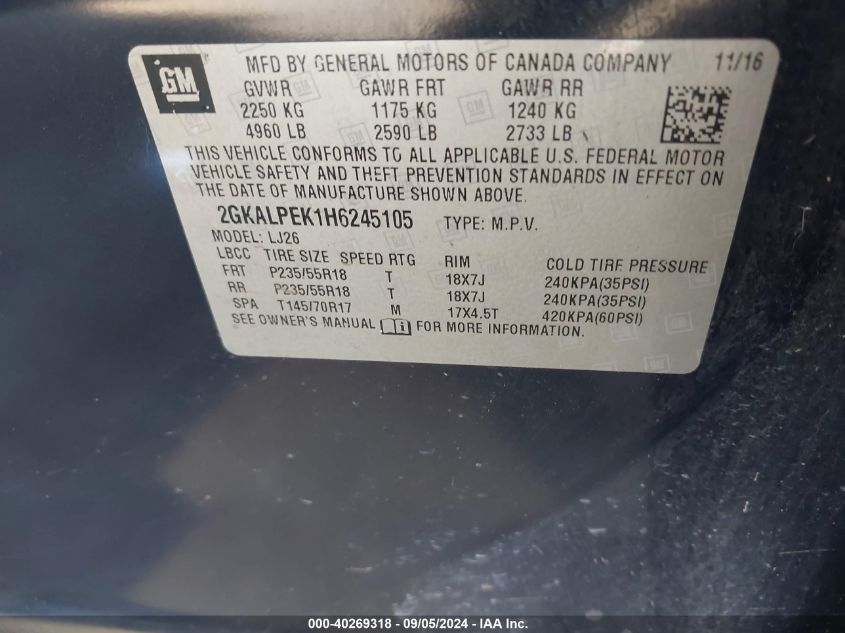 GM
MFD BY GENERAL MOTORS OF CANADA COMPANY 11/16
GVWR GAWR FRT GAWR RR
2250 KG 1175 KG 1240 KG
4960 LB 2590 LB 2733 LB
THIS VEHICLE CONFORMS TO ALL APPLICABLE U.S. FEDERAL MOTOR
VEHICLE SAFETY AND THEFT PREVENTION STANDARDS IN EFFECT ON
THE DATE OF MANUFACTURE SHOWN ABOVE.
2GKALPEK1H6245105 TYPE: M.P.V.
MODEL: LJ26
LBCC TIRE SIZE SPEED RTG RIM COLD TIRE PRESSURE
FRT P235/55R18 T 18X7J 240KPA(35PSI)
RR P235/55R18 T 18X7J 240KPA(35PSI)
SPA T145/70R17 M 17X4.5T 420KPA(60PSI)
SEE OWNER'S MANUAL i FOR MORE INFORMATION.
000-40269318 - 09/05/2024 - IAA Inc.